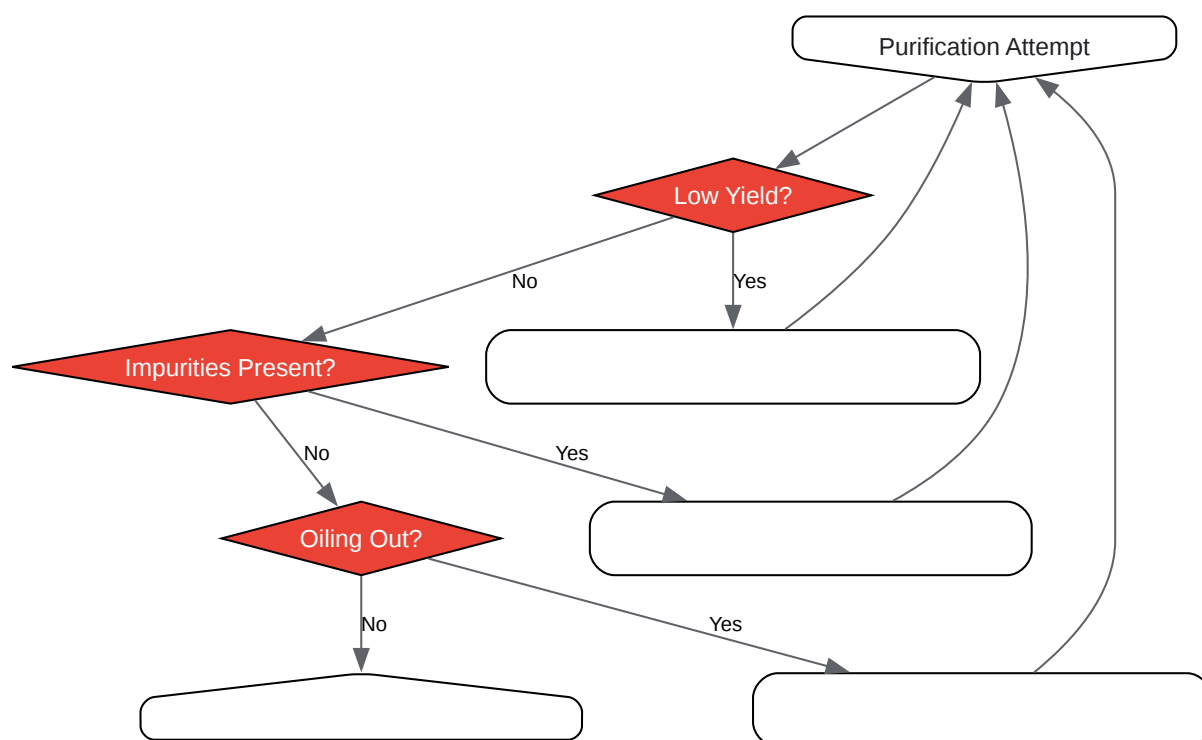 Purification Attempt
Low Yield?
No
Yes
Impurities Present?
No
Yes
Oiling Out?
No
Yes